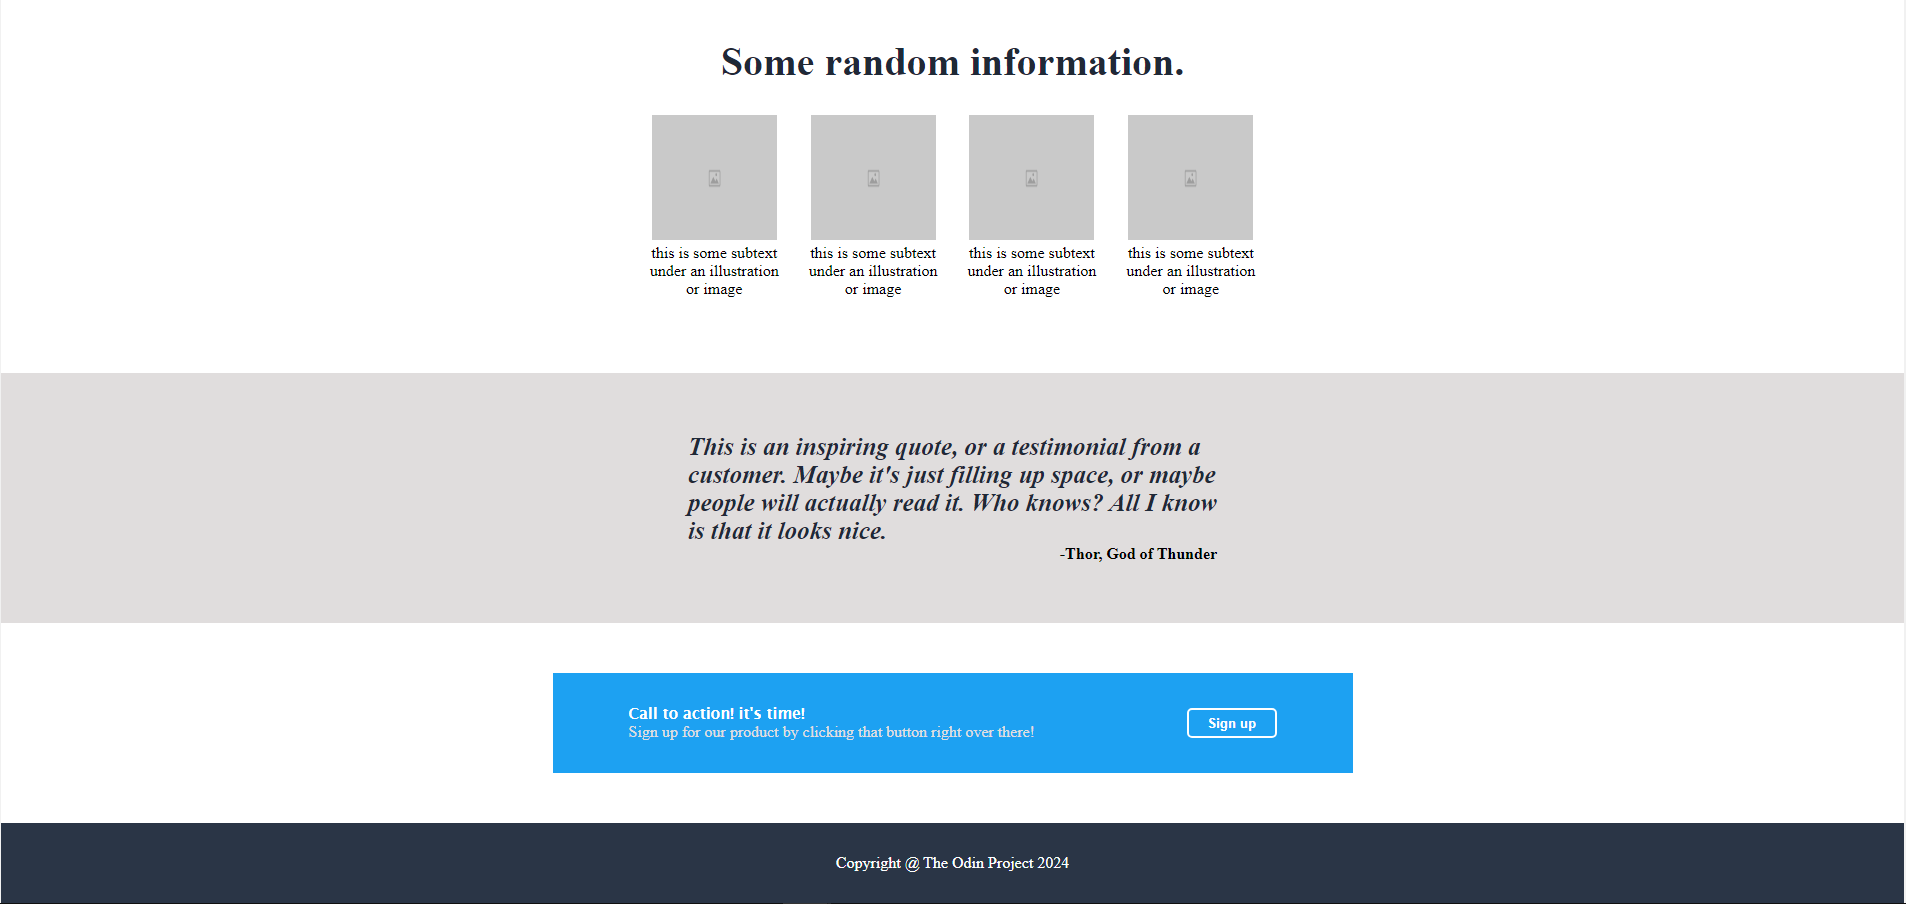 Some random information.
this is some subtext
under an illustration
or image
this is some subtext
under an illustration
or image
this is some subtext
under an illustration
or image
this is some subtext
under an illustration
or image
This is an inspiring quote, or a testimonial from a
customer. Maybe it's just filling up space, or maybe
people will actually read it. Who knows? All I know
is that it looks nice.
-Thor, God of Thunder
Call to action! it's time!
Sign up for our product by clicking that button right over there!
Sign up
Copyright @ The Odin Project 2024